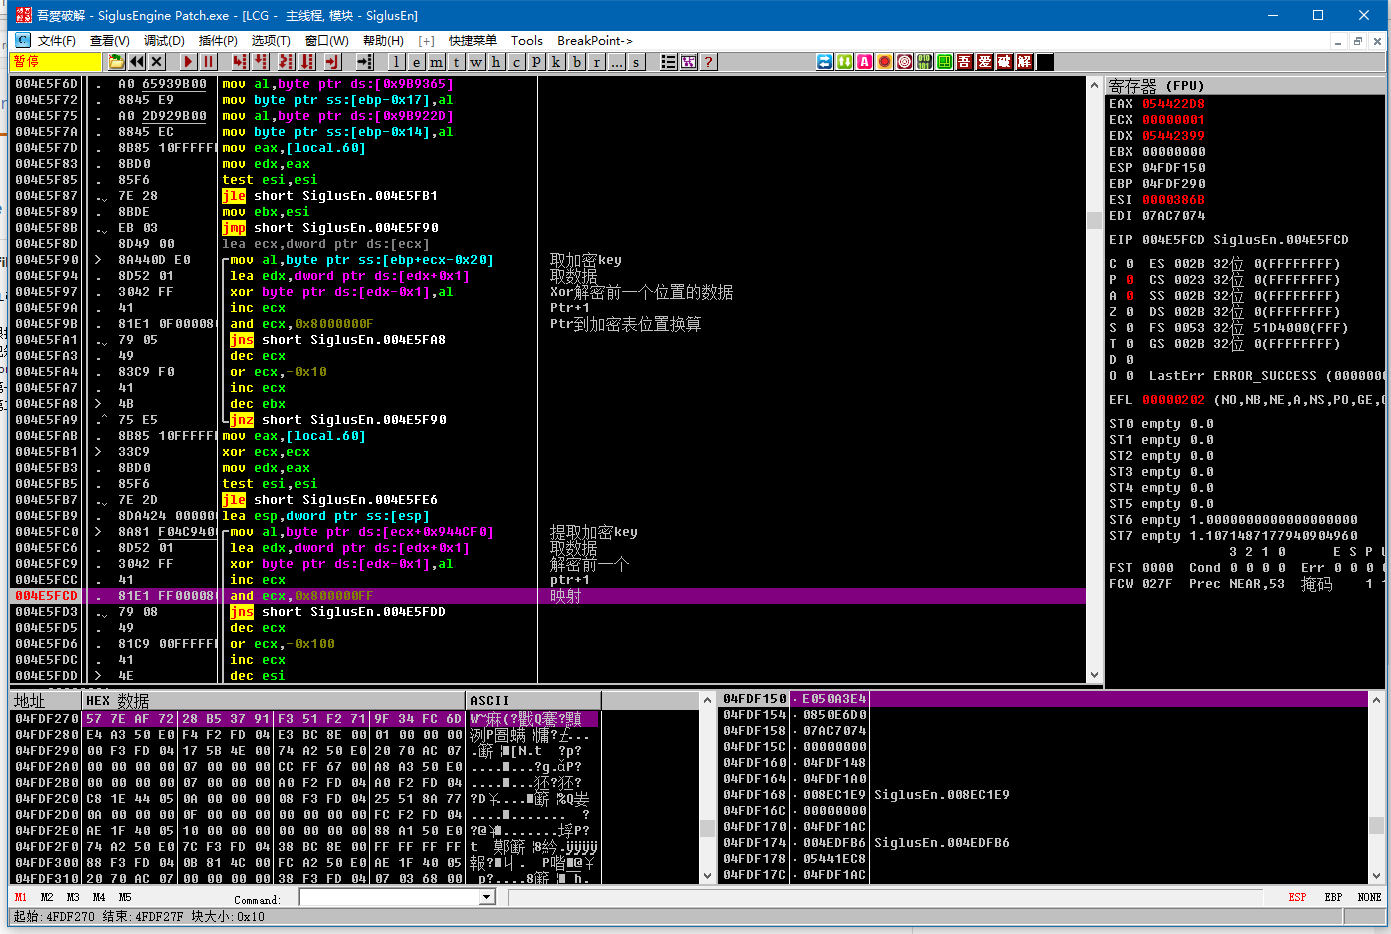 吾愛破解 - SiglusEngine Patch.exe - [LCG - 主线程, 模块 - SiglusEn]
文件(F) 查看(V) 调试(D) 插件(P) 选项(T) 窗口(W) 帮助(H) [+] 快捷菜单 Tools BreakPoint->
暂停 l e m t w h c p k b r ... s ? 吾 爱 破 解
004E5F6D . A0 65939B00 mov al,byte ptr ds:[0x9B9365]
004E5F72 . 8845 E9 mov byte ptr ss:[ebp-0x17],al
004E5F75 . A0 2D929B00 mov al,byte ptr ds:[0x9B922D]
004E5F7A . 8845 EC mov byte ptr ss:[ebp-0x14],al
004E5F7D . 8B85 10FFFFFF mov eax,[local.60]
004E5F83 . 8BD0 mov edx,eax
004E5F85 . 85F6 test esi,esi
004E5F87 . 7E 28 jle short SiglusEn.004E5FB1
004E5F89 . 8BDE mov ebx,esi
004E5F8B . EB 03 jmp short SiglusEn.004E5F90
004E5F8D 8D49 00 lea ecx,dword ptr ds:[ecx]
004E5F90 > 8A440D E0 mov al,byte ptr ss:[ebp+ecx-0x20] 取加密key
004E5F94 . 8D52 01 lea edx,dword ptr ds:[edx+0x1] 取数据
004E5F97 . 3042 FF xor byte ptr ds:[edx-0x1],al Xor解密前一个位置的数据
004E5F9A . 41 inc ecx Ptr+1
004E5F9B . 81E1 0F000080 and ecx,0x8000000F Ptr到加密表位置换算
004E5FA1 . 79 05 jns short SiglusEn.004E5FA8
004E5FA3 . 49 dec ecx
004E5FA4 . 83C9 F0 or ecx,-0x10
004E5FA7 . 41 inc ecx
004E5FA8 > 4B dec ebx
004E5FA9 .^ 75 E5 jnz short SiglusEn.004E5F90
004E5FAB . 8B85 10FFFFFF mov eax,[local.60]
004E5FB1 > 33C9 xor ecx,ecx
004E5FB3 . 8BD0 mov edx,eax
004E5FB5 . 85F6 test esi,esi
004E5FB7 . 7E 2D jle short SiglusEn.004E5FE6
004E5FB9 . 8DA424 000000 lea esp,dword ptr ss:[esp]
004E5FC0 > 8A81 F04C9400 mov al,byte ptr ds:[ecx+0x944CF0] 提取加密key
004E5FC6 . 8D52 01 lea edx,dword ptr ds:[edx+0x1] 取数据
004E5FC9 . 3042 FF xor byte ptr ds:[edx-0x1],al 解密前一个
004E5FCC . 41 inc ecx ptr+1
004E5FCD . 81E1 FF000080 and ecx,0x800000FF 映射
004E5FD3 . 79 08 jns short SiglusEn.004E5FDD
004E5FD5 . 49 dec ecx
004E5FD6 . 81C9 00FFFFFF or ecx,-0x100
004E5FDC . 41 inc ecx
004E5FDD > 4E dec esi
寄存器 (FPU)
EAX 054422D8
ECX 00000001
EDX 05442399
EBX 00000000
ESP 04FDF150
EBP 04FDF290
ESI 0000386B
EDI 07AC7074
EIP 004E5FCD SiglusEn.004E5FCD
C 0 ES 002B 32位 0(FFFFFFFF)
P 0 CS 0023 32位 0(FFFFFFFF)
A 0 SS 002B 32位 0(FFFFFFFF)
Z 0 DS 002B 32位 0(FFFFFFFF)
S 0 FS 0053 32位 51D4000(FFF)
T 0 GS 002B 32位 0(FFFFFFFF)
D 0
O 0 LastErr ERROR_SUCCESS (0000000
EFL 00000202 (NO,NB,NE,A,NS,PO,GE,
ST0 empty 0.0
ST1 empty 0.0
ST2 empty 0.0
ST3 empty 0.0
ST4 empty 0.0
ST5 empty 0.0
ST6 empty 1.0000000000000000000
ST7 empty 1.1071487177940904960
3 2 1 0 E S P U
FST 0000 Cond 0 0 0 0 Err 0 0 0 0
FCW 027F Prec NEAR,53 掩码 1 1
地址 HEX 数据 ASCII
04FDF270 57 7E AF 72 28 B5 37 91 F3 51 F2 71 9F 34 FC 6D
04FDF280 E4 A3 50 E0 F4 F2 FD 04 E3 BC 8E 00 01 00 00 00
04FDF290 00 F3 FD 04 17 5B 4E 00 74 A2 50 E0 20 70 AC 07
04FDF2A0 00 00 00 00 07 00 00 00 CC FF 67 00 A8 A3 50 E0
04FDF2B0 00 00 00 00 07 00 00 00 A0 F2 FD 04 A0 F2 FD 04
04FDF2C0 C8 1E 44 05 0A 00 00 00 08 F3 FD 04 25 51 8A 77
04FDF2D0 0A 00 00 00 0F 00 00 00 00 00 00 00 FC F2 FD 04
04FDF2E0 AE 1F 40 05 10 00 00 00 00 00 00 00 88 A1 50 E0
04FDF2F0 74 A2 50 E0 7C F3 FD 04 38 BC 8E 00 FF FF FF FF
04FDF300 88 F3 FD 04 0B 81 4C 00 FC A2 50 E0 AE 1F 40 05
04FDF310 20 70 AC 07 00 00 00 00 38 F3 FD 04 07 03 68 00
04FDF150 E050A3E4
04FDF154 0850E6D0
04FDF158 07AC7074
04FDF15C 00000000
04FDF160 04FDF148
04FDF164 04FDF1A0
04FDF168 008EC1E9 SiglusEn.008EC1E9
04FDF16C 00000000
04FDF170 04FDF1AC
04FDF174 004EDFB6 SiglusEn.004EDFB6
04FDF178 05441EC8
04FDF17C 04FDF1AC
M1 M2 M3 M4 M5 Command: ESP EBP NONE
起始: 4FDF270 结束: 4FDF27F 块大小: 0x10